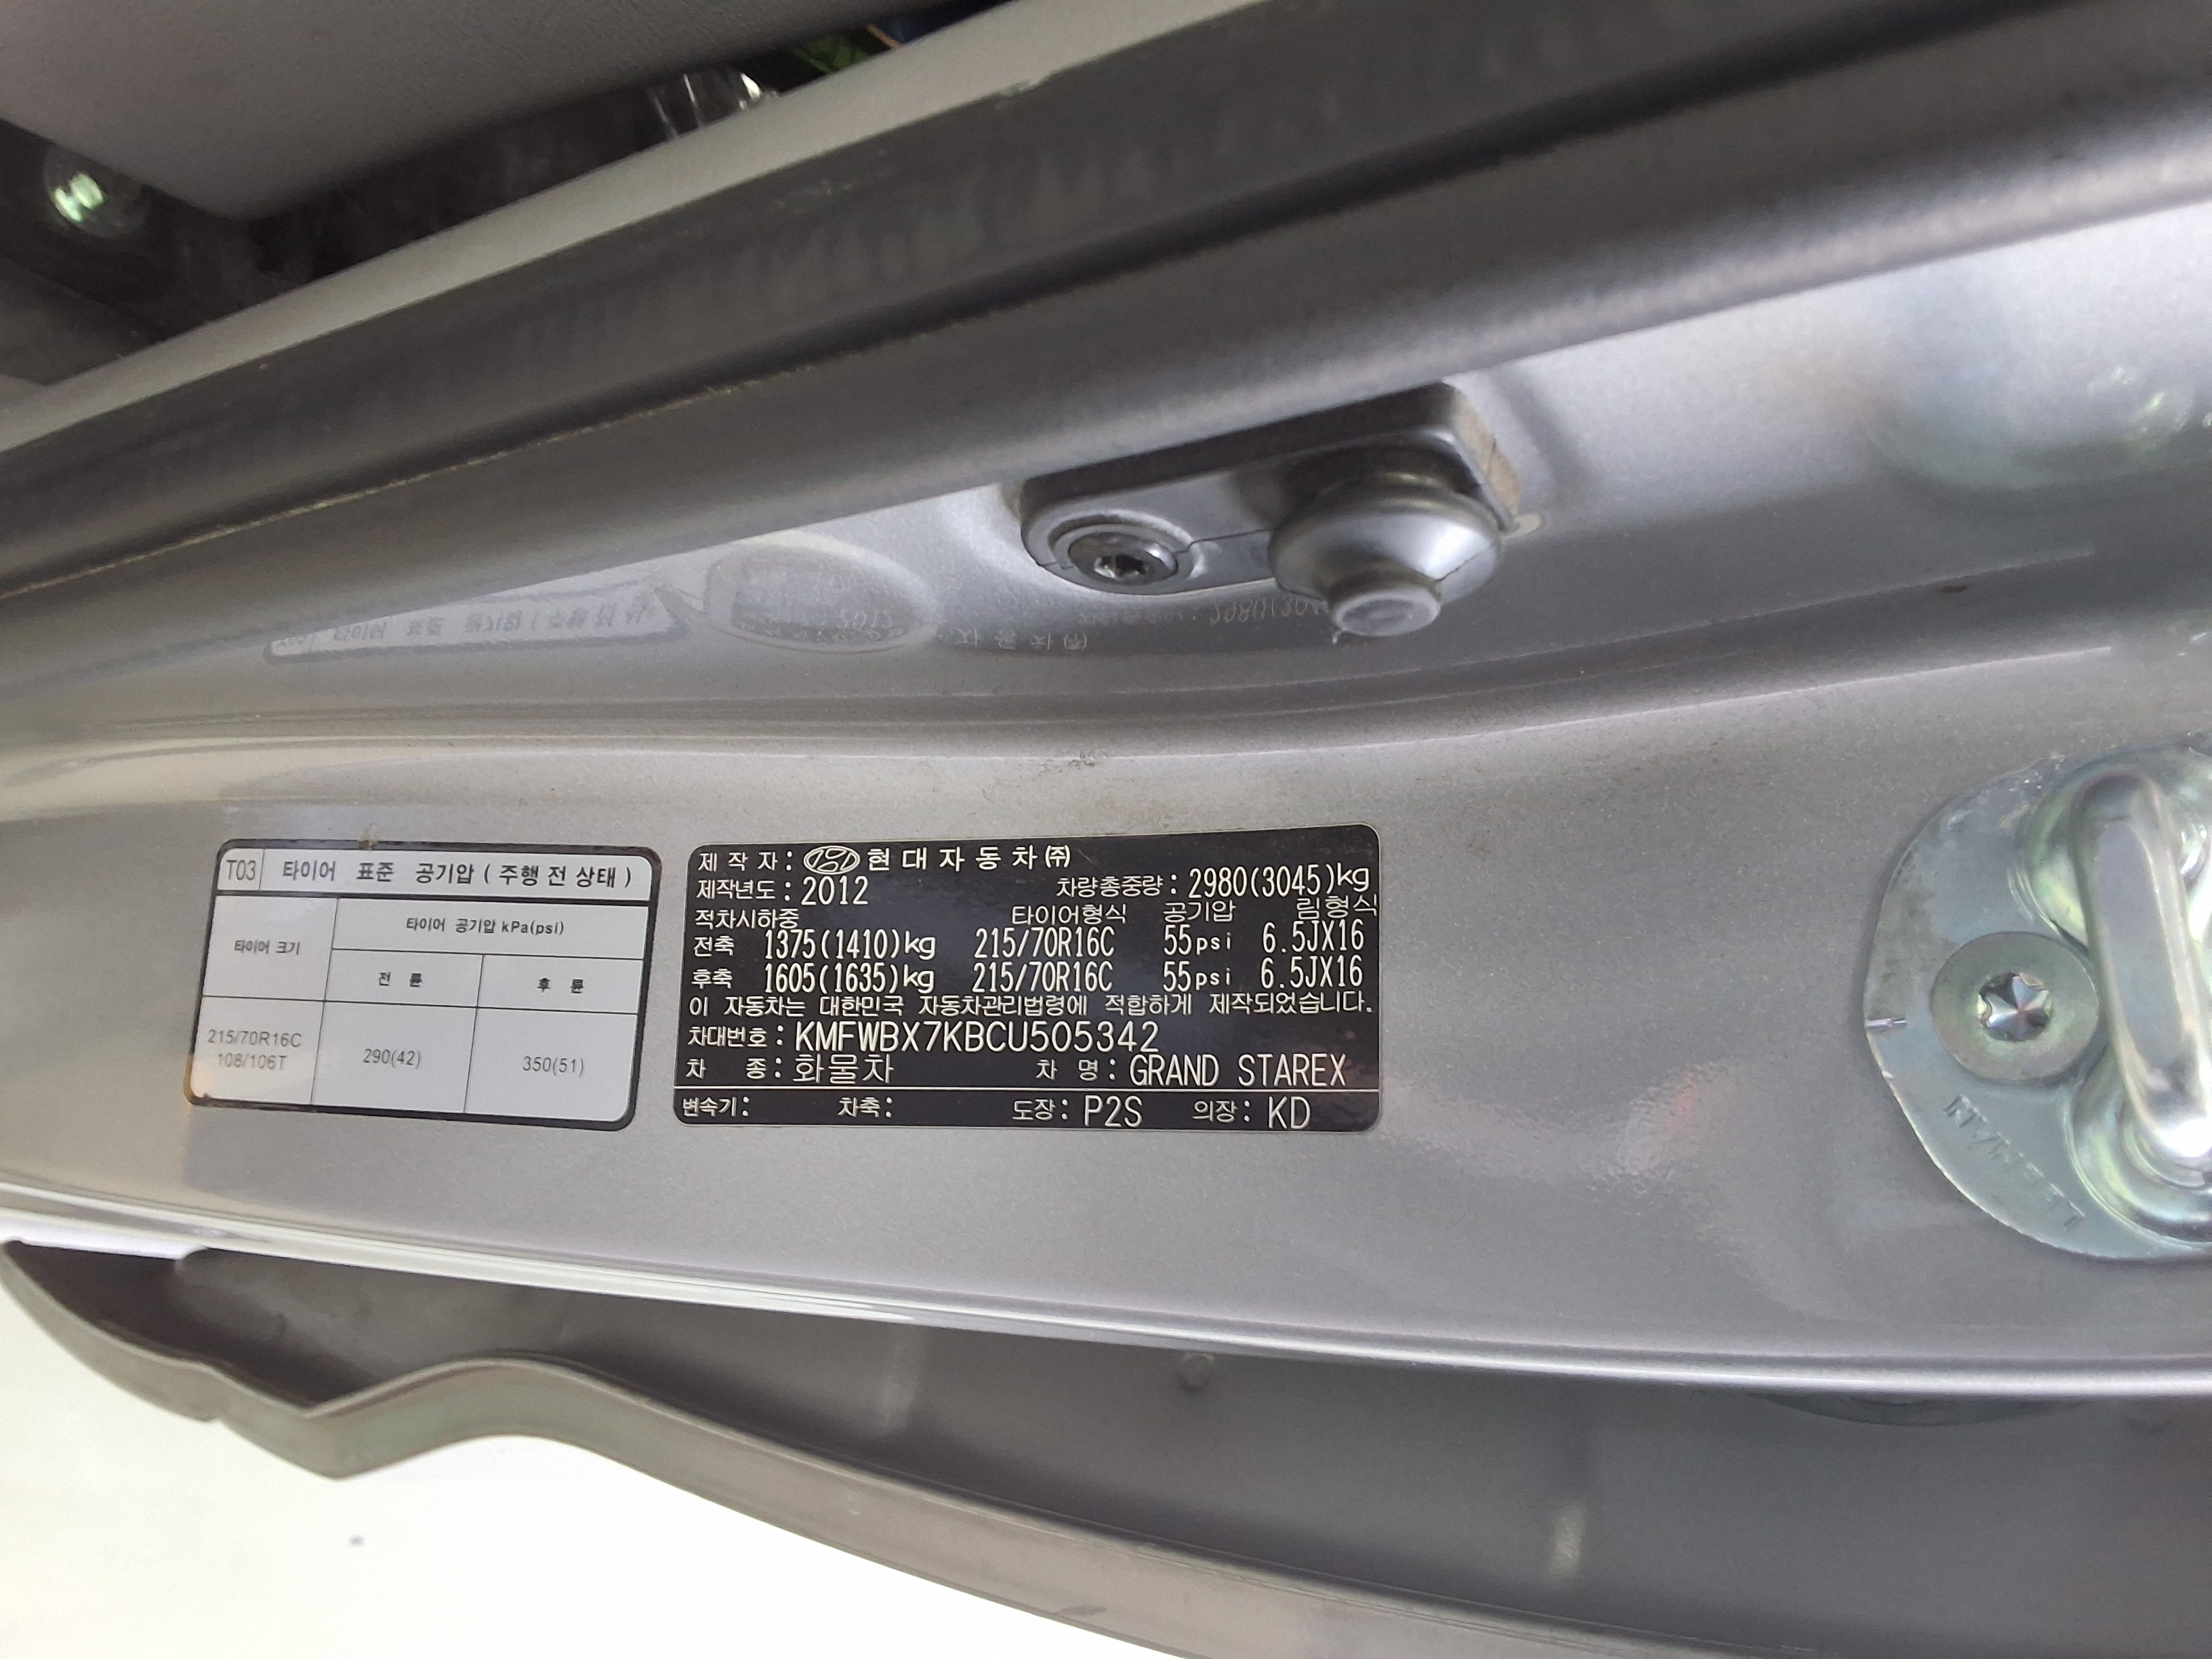 T03 타이어 표준 공기압 ( 주행 전 상태 )
타이어 크기
타이어 공기압 kPa(psi)
전 륜
후 륜
215/70R16C
108/106T
290(42)
350(51)
제 작 자 : 현 대 자 동 차 ㈜
제작년도 : 2012 차량총중량 : 2980(3045)kg
적차시하중 타이어형식 공기압 림형식
전축 1375(1410)kg 215/70R16C 55psi 6.5JX16
후축 1605(1635)kg 215/70R16C 55psi 6.5JX16
이 자동차는 대한민국 자동차관리법령에 적합하게 제작되었습니다.
차대번호 : KMFWBX7KBCU505342
차 종 : 화물차 차 명 : GRAND STAREX
변속기 : 차축 : 도장 : P2S 의장 : KD